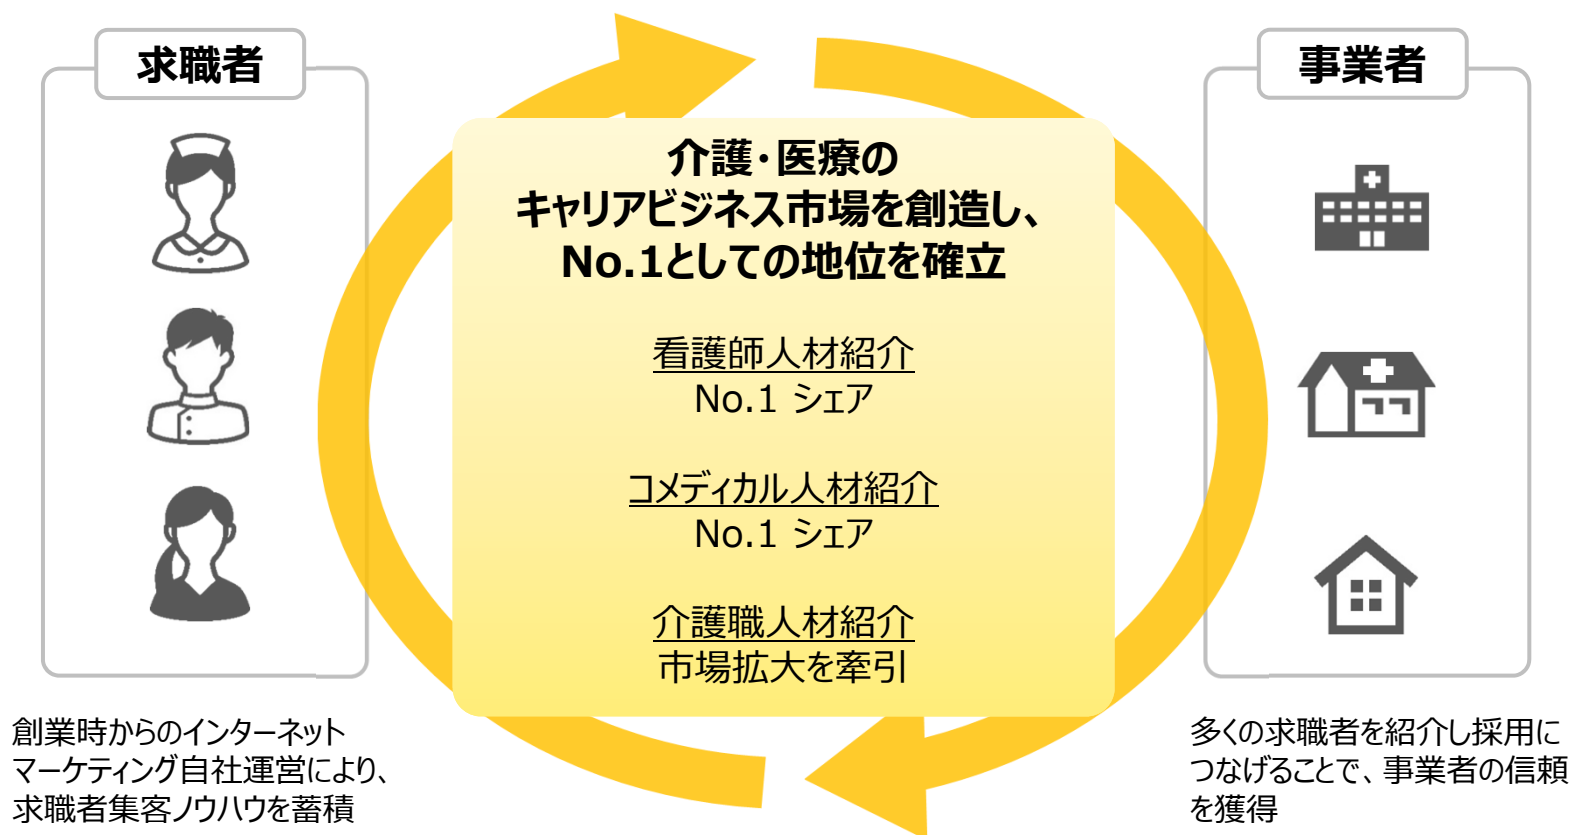 求職者
事業者
介護・医療の
キャリアビジネス市場を創造し、
No.1としての地位を確立
看護師人材紹介
No.1 シェア
コメディカル人材紹介
No.1 シェア
介護職人材紹介
市場拡大を牽引
創業時からのインターネット
マーケティング自社運営により、
求職者集客ノウハウを蓄積
多くの求職者を紹介し採用に
つなげることで、事業者の信頼
を獲得